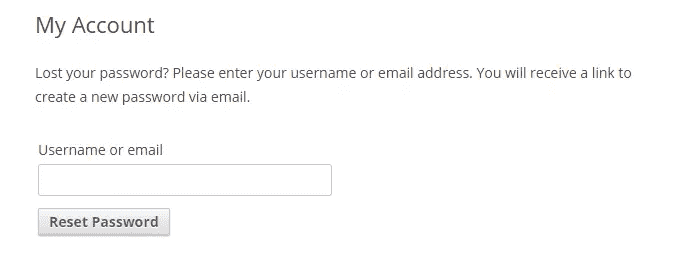 My Account
Lost your password? Please enter your username or email address. You will receive a link to
create a new password via email.
Username or email
Reset Password